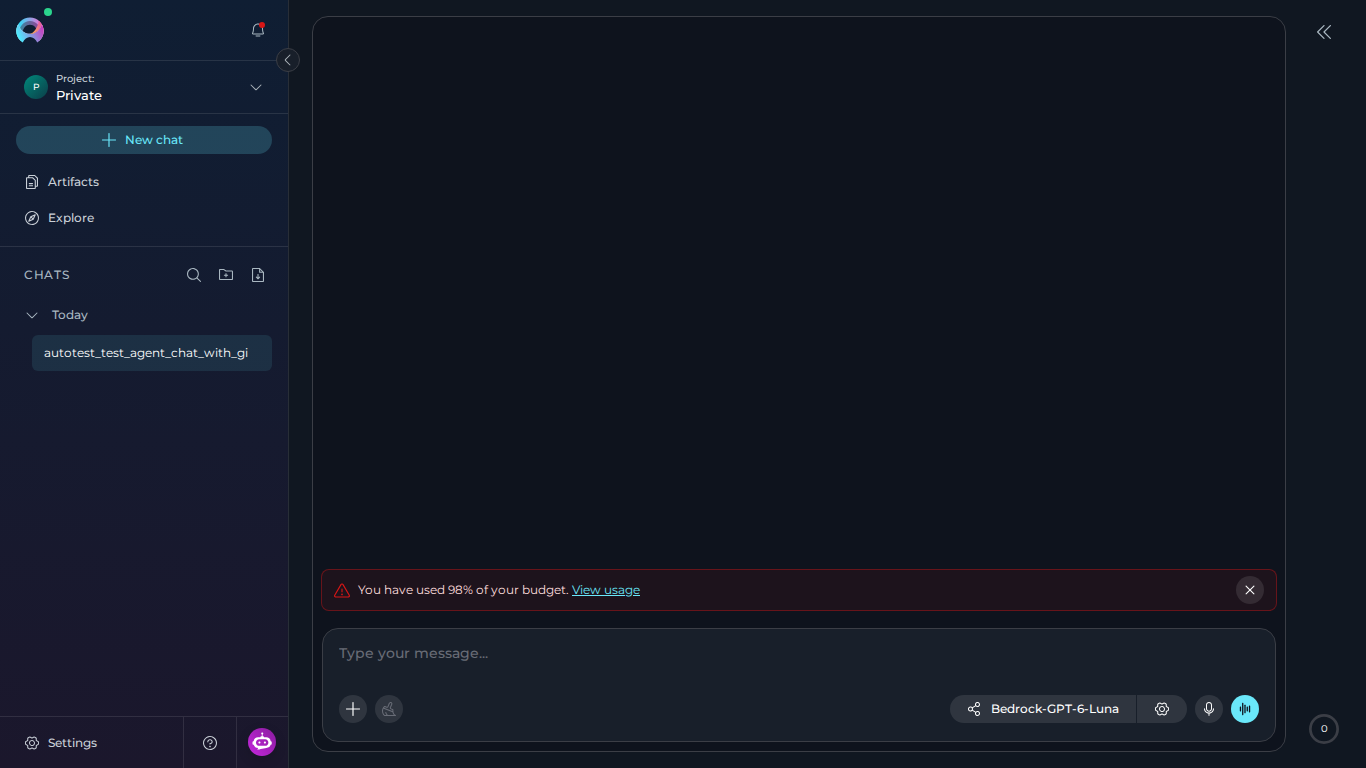 P
Project:
Private
New chat
Artifacts
Explore
CHATS
Today
autotest_test_agent_chat_with_gi
Settings
You have used 98% of your budget. View usage
Type your message...
Bedrock-GPT-6-Luna
0